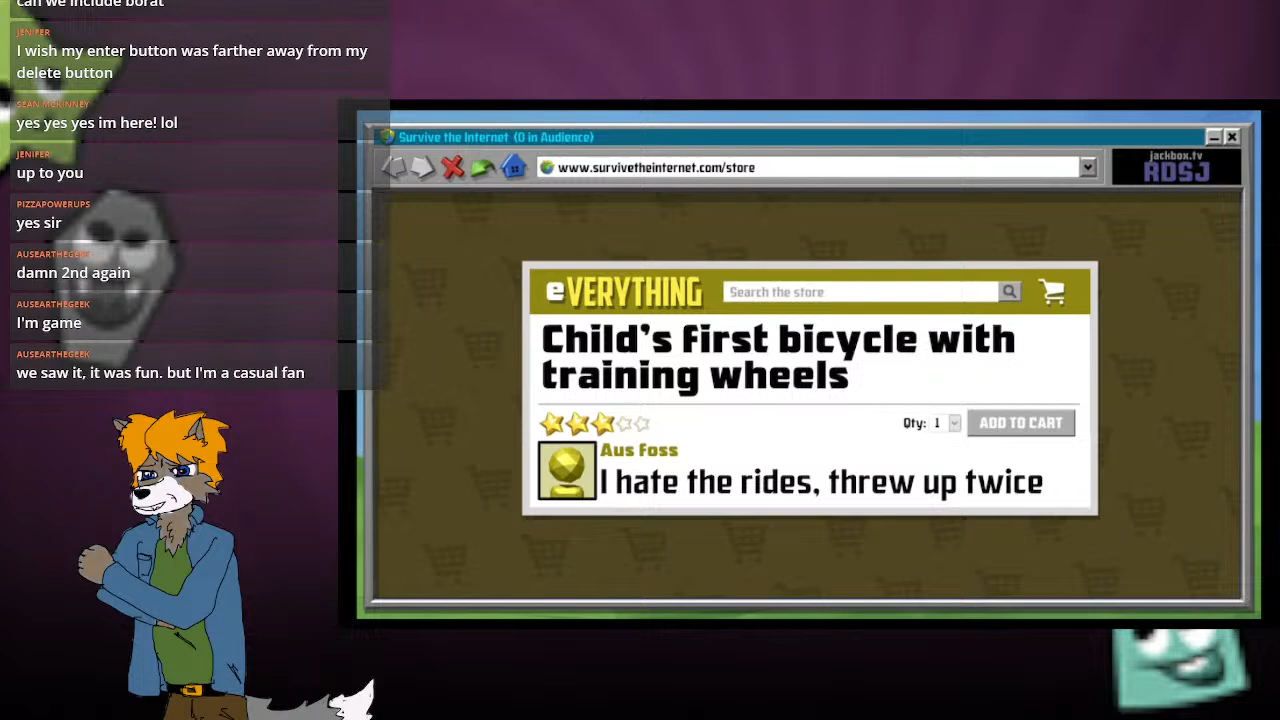 can we include borat
JENIFER
I wish my enter button was farther away from my
delete button
SEAN MCKINNEY
yes yes yes im here! lol
JENIFER
up to you
PIZZAPOWERUPS
yes sir
AUSEARTHEGEEK
damn 2nd again
AUSEARTHEGEEK
I'm game
AUSEARTHEGEEK
we saw it, it was fun. but I'm a casual fan
Survive the Internet (0 in Audience)
www.survivetheinternet.com/store
jackbox.tv
RDSJ
eVERYTHING
Search the store
Child's first bicycle with
training wheels
Qty: 1
ADD TO CART
Aus Foss
I hate the rides, threw up twice